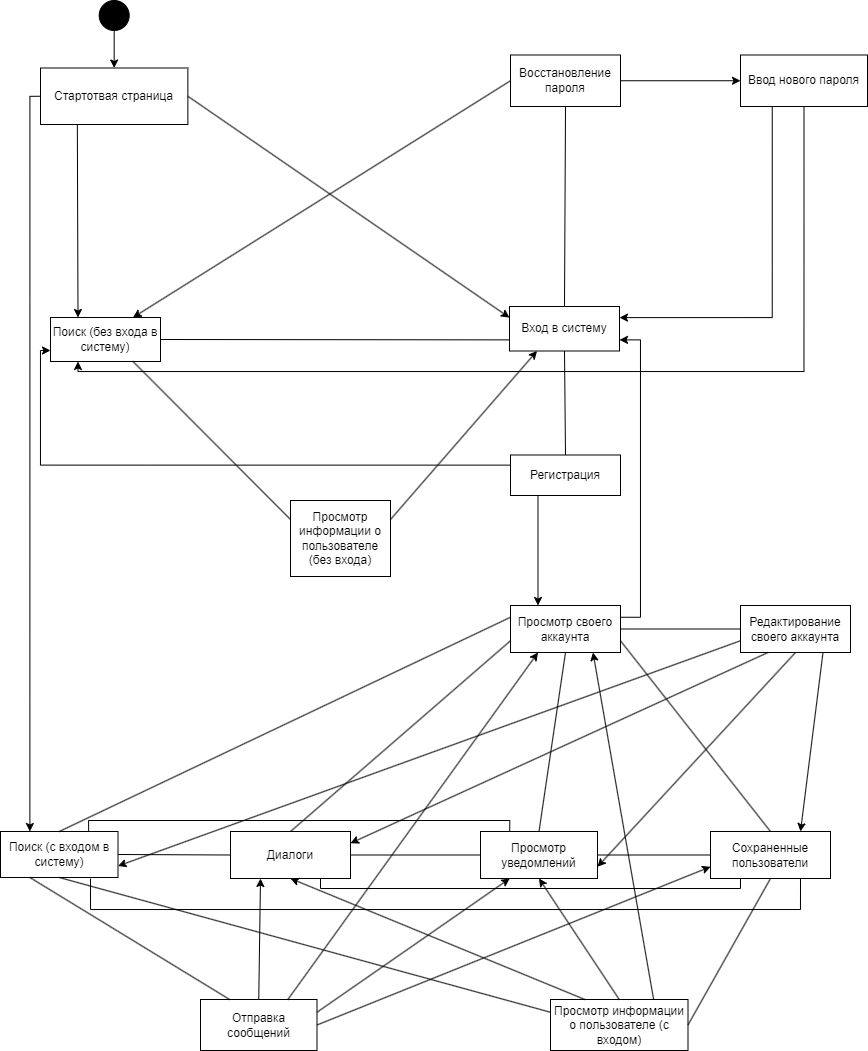 Стартотвая страница
Восстановление
пароля
Ввод нового пароля
Поиск (без входа в
систему)
Вход в систему
Регистрация
Просмотр
информации о
пользователе
(без входа)
Просмотр своего
аккаунта
Редактирование
своего аккаунта
Поиск (с входом в
систему)
Диалоги
Просмотр
уведомлений
Сохраненные
пользователи
Отправка
сообщений
Просмотр информации
о пользователе (с
входом)